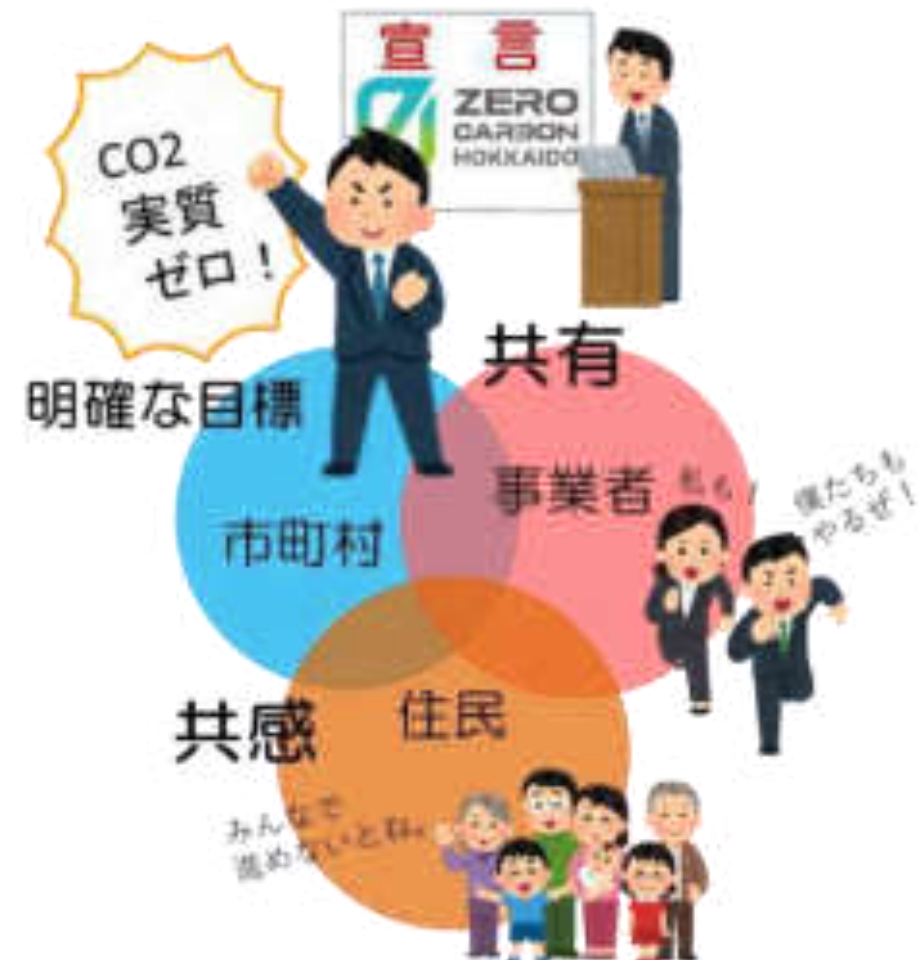 宣言
ZERO
CARBON
HOKKAIDO
CO2
実質
ゼロ！
共有
明確な目標
事業者
私も！
僕たちも
やるぜ！
市町村
共感
住民
みんなで
進めないとね。